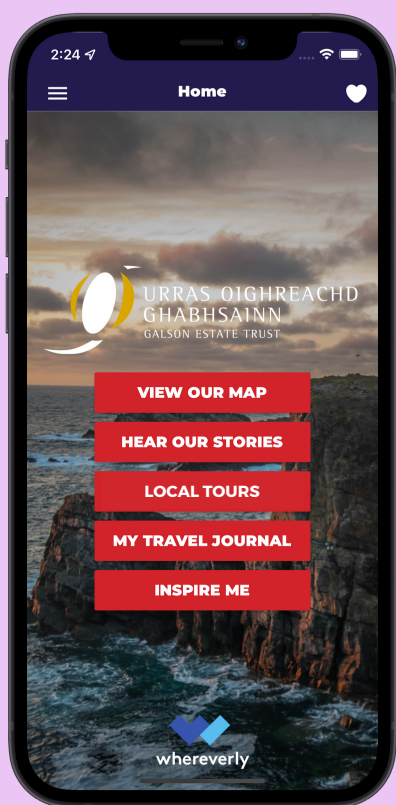 2:24
Home
URRAS OIGHREACHD
GHABHSAINN
GALSON ESTATE TRUST
VIEW OUR MAP
HEAR OUR STORIES
LOCAL TOURS
MY TRAVEL JOURNAL
INSPIRE ME
whereverly